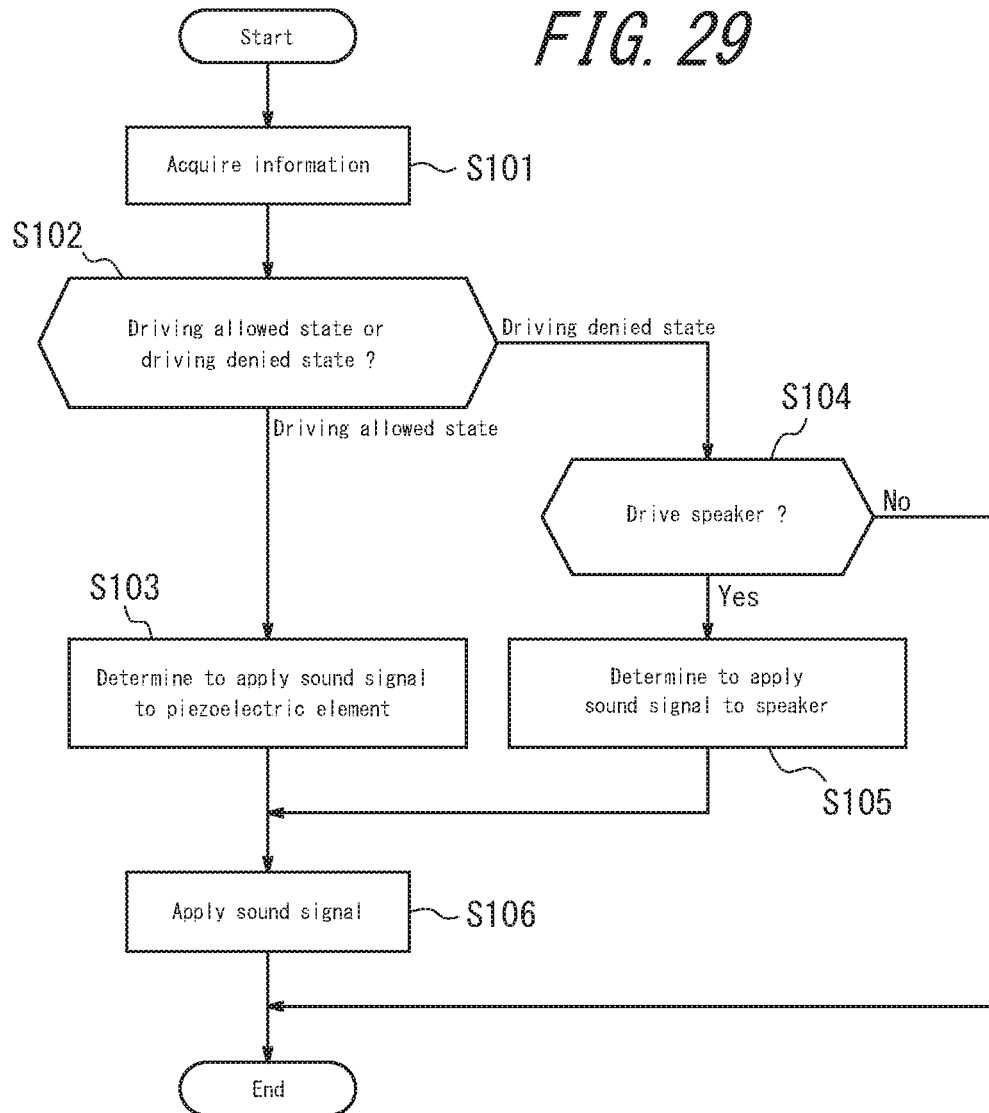 FIG. 29
Start
Acquire information
S101
S102
Driving allowed state or
driving denied state ?
Driving denied state
Driving allowed state
S104
Drive speaker ?
No
Yes
S103
Determine to apply sound signal
to piezoelectric element
Determine to apply
sound signal to speaker
S105
Apply sound signal
S106
End